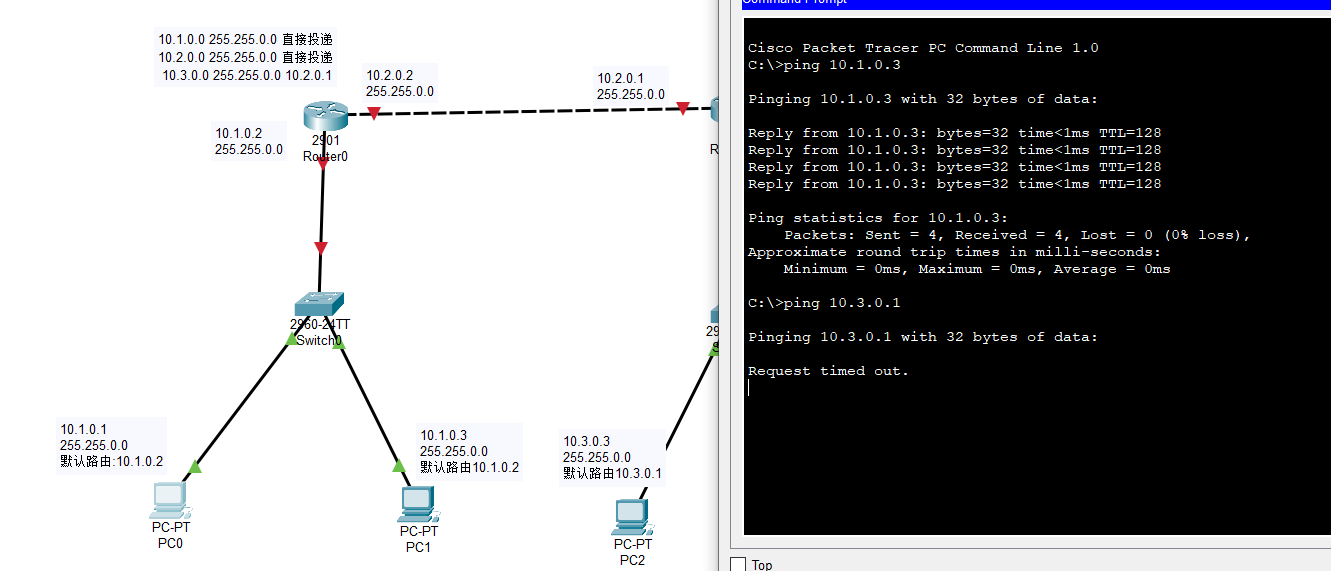 Command Prompt
10.1.0.0 255.255.0.0 直接投递
10.2.0.0 255.255.0.0 直接投递
10.3.0.0 255.255.0.0 10.2.0.1
10.2.0.2
255.255.0.0
10.2.0.1
255.255.0.0
10.1.0.2
255.255.0.0
2901
Router0
R
2960-24TT
Switch0
29
S
10.1.0.1
255.255.0.0
默认路由:10.1.0.2
10.1.0.3
255.255.0.0
默认路由10.1.0.2
10.3.0.3
255.255.0.0
默认路由10.3.0.1
PC-PT
PC0
PC-PT
PC1
PC-PT
PC2
Cisco Packet Tracer PC Command Line 1.0
C:\>ping 10.1.0.3
Pinging 10.1.0.3 with 32 bytes of data:
Reply from 10.1.0.3: bytes=32 time<1ms TTL=128
Reply from 10.1.0.3: bytes=32 time<1ms TTL=128
Reply from 10.1.0.3: bytes=32 time<1ms TTL=128
Reply from 10.1.0.3: bytes=32 time<1ms TTL=128
Ping statistics for 10.1.0.3:
Packets: Sent = 4, Received = 4, Lost = 0 (0% loss),
Approximate round trip times in milli-seconds:
Minimum = 0ms, Maximum = 0ms, Average = 0ms
C:\>ping 10.3.0.1
Pinging 10.3.0.1 with 32 bytes of data:
Request timed out.
Top